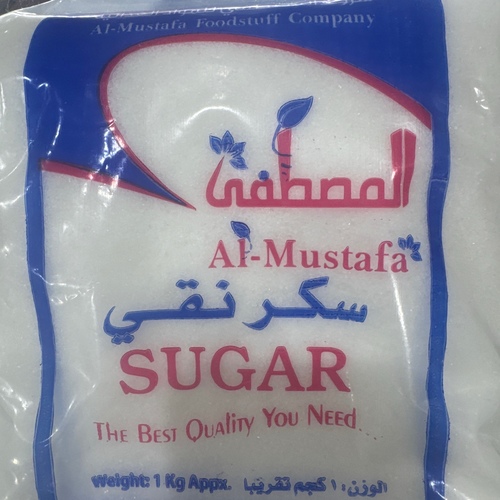 Al-Mustafa Foodstuff Company
المصطفى
Al-Mustafa
سكر نقي
SUGAR
THE BEST QUALITY YOU NEED
Weight: 1 Kg Appx. الوزن: ١ كجم تقريبا